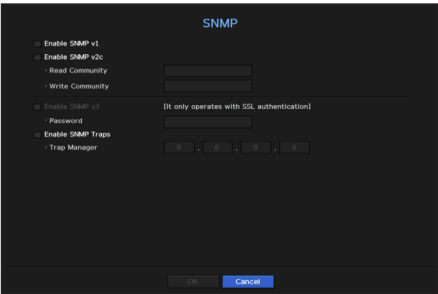 SNMP
Enable SNMP v1
Enable SNMP v2c
· Read Community
· Write Community
Enable SNMP v3 [It only operates with SSL authentication]
· Password
Enable SNMP Traps
· Trap Manager 0 . 0 . 0 . 0
OK Cancel